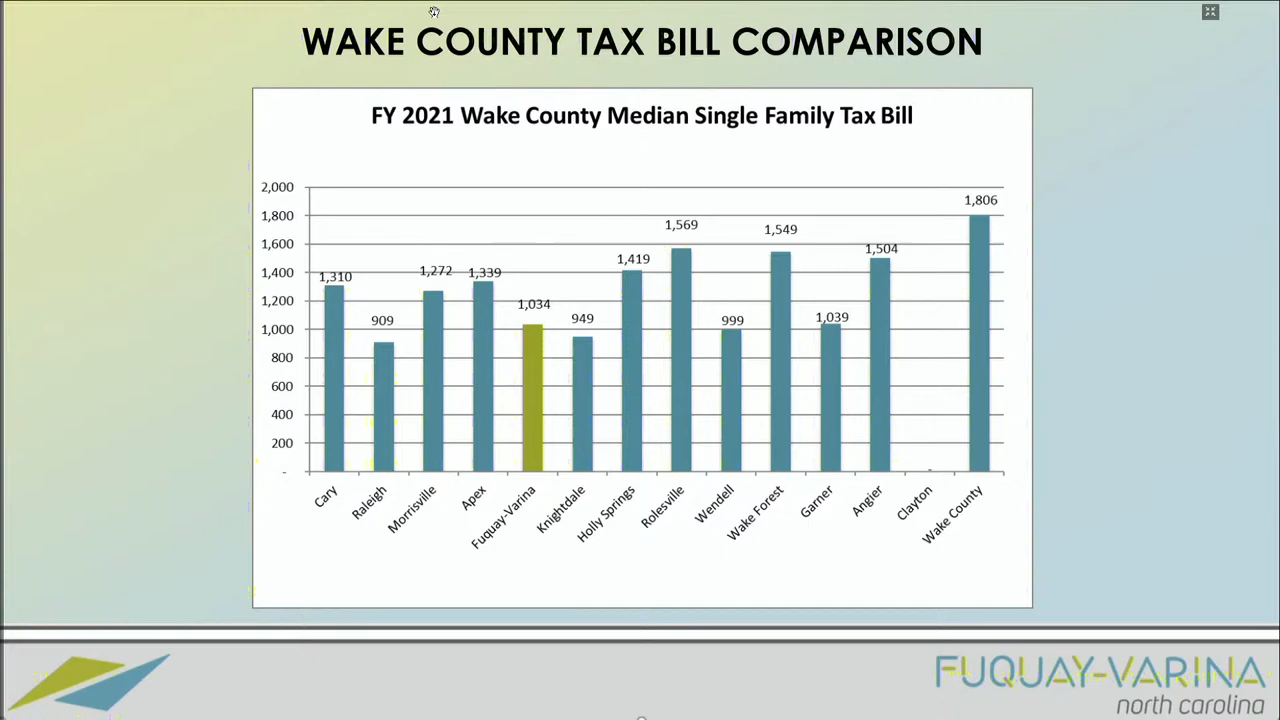 WAKE COUNTY TAX BILL COMPARISON
FY 2021 Wake County Median Single Family Tax Bill
2,000
1,800
1,600
1,400
1,200
1,000
800
600
400
200
-
1,310
909
1,272
1,339
1,034
949
1,419
1,569
999
1,549
1,039
1,504
-
1,806
Cary
Raleigh
Morrisville
Apex
Fuquay-Varina
Knightdale
Holly Springs
Rolesville
Wendell
Wake Forest
Garner
Angier
Clayton
Wake County
FUQUAY-VARINA
north carolina